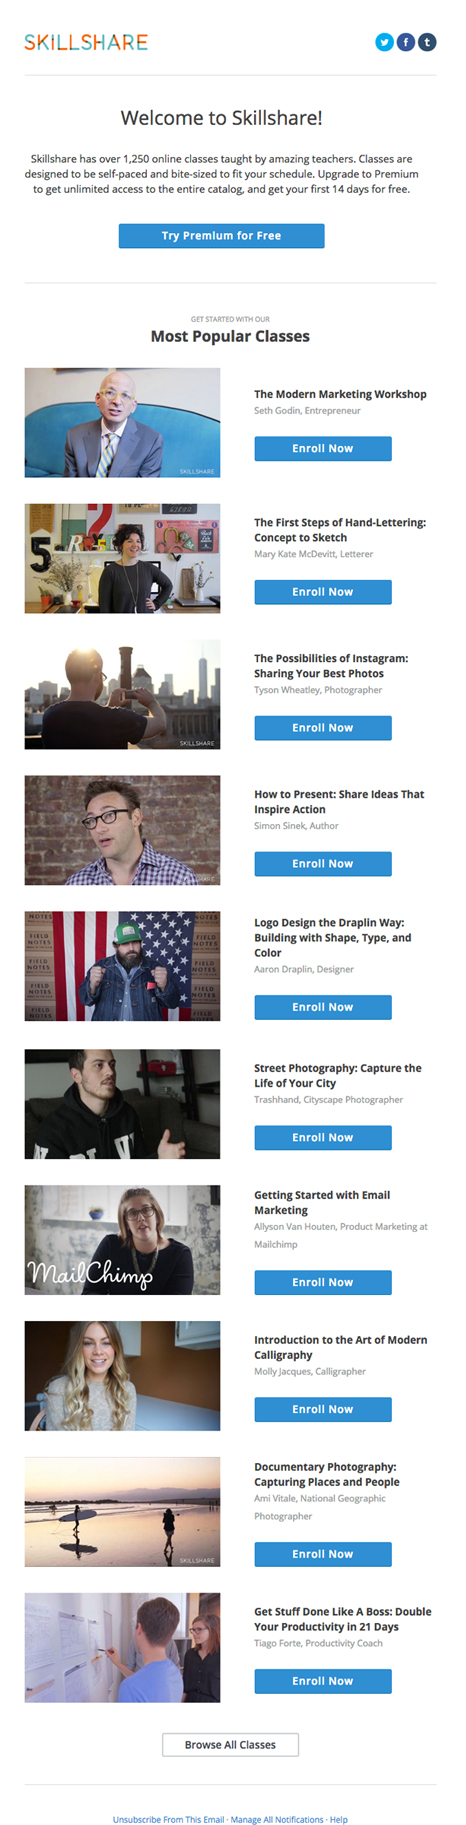 SKILLSHARE
Welcome to Skillshare!
Skillshare has over 1,250 online classes taught by amazing teachers. Classes are
designed to be self-paced and bite-sized to fit your schedule. Upgrade to Premium
to get unlimited access to the entire catalog, and get your first 14 days for free.
Try Premium for Free
GET STARTED WITH OUR
Most Popular Classes
The Modern Marketing Workshop
Seth Godin, Entrepreneur
Enroll Now
SKILLSHARE
The First Steps of Hand-Lettering:
Concept to Sketch
Mary Kate McDevitt, Letterer
Enroll Now
The Possibilities of Instagram:
Sharing Your Best Photos
Tyson Wheatley, Photographer
Enroll Now
SKILLSHARE
How to Present: Share Ideas That
Inspire Action
Simon Sinek, Author
Enroll Now
FIELD NOTES
Logo Design the Draplin Way:
Building with Shape, Type, and
Color
Aaron Draplin, Designer
Enroll Now
Street Photography: Capture the
Life of Your City
Trashhand, Cityscape Photographer
Enroll Now
Getting Started with Email
Marketing
Allyson Van Houten, Product Marketing at
Mailchimp
MailChimp
Enroll Now
Introduction to the Art of Modern
Calligraphy
Molly Jacques, Calligrapher
Enroll Now
Documentary Photography:
Capturing Places and People
Ami Vitale, National Geographic
Photographer
Enroll Now
SKILLSHARE
Get Stuff Done Like A Boss: Double
Your Productivity in 21 Days
Tiago Forte, Productivity Coach
Enroll Now
Browse All Classes
Unsubscribe From This Email · Manage All Notifications · Help